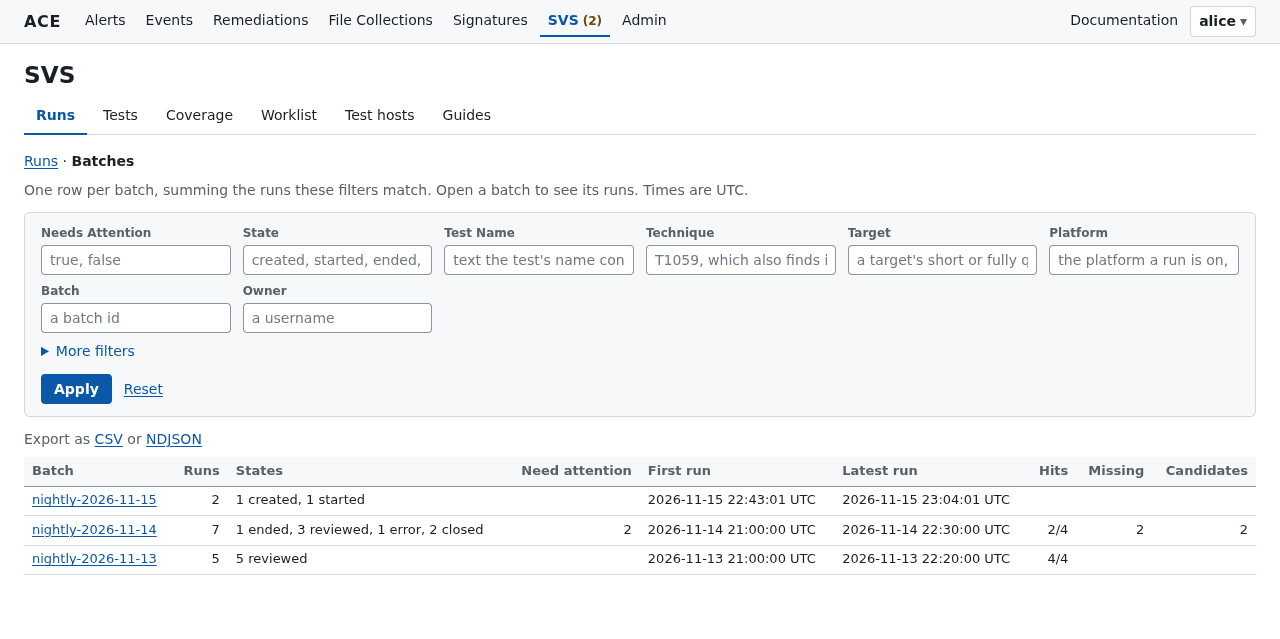 ACE Alerts Events Remediations File Collections Signatures SVS (2) Admin Documentation alice ▾
SVS
Runs Tests Coverage Worklist Test hosts Guides
Runs · Batches
One row per batch, summing the runs these filters match. Open a batch to see its runs. Times are UTC.
Needs Attention State Test Name Technique Target Platform
true, false created, started, ended, text the test's name con T1059, which also finds i a target's short or fully q the platform a run is on,
Batch Owner
a batch id a username
▶ More filters
Apply Reset
Export as CSV or NDJSON
Batch Runs States Need attention First run Latest run Hits Missing Candidates
nightly-2026-11-15 2 1 created, 1 started 2026-11-15 22:43:01 UTC 2026-11-15 23:04:01 UTC
nightly-2026-11-14 7 1 ended, 3 reviewed, 1 error, 2 closed 2 2026-11-14 21:00:00 UTC 2026-11-14 22:30:00 UTC 2/4 2 2
nightly-2026-11-13 5 5 reviewed 2026-11-13 21:00:00 UTC 2026-11-13 22:20:00 UTC 4/4